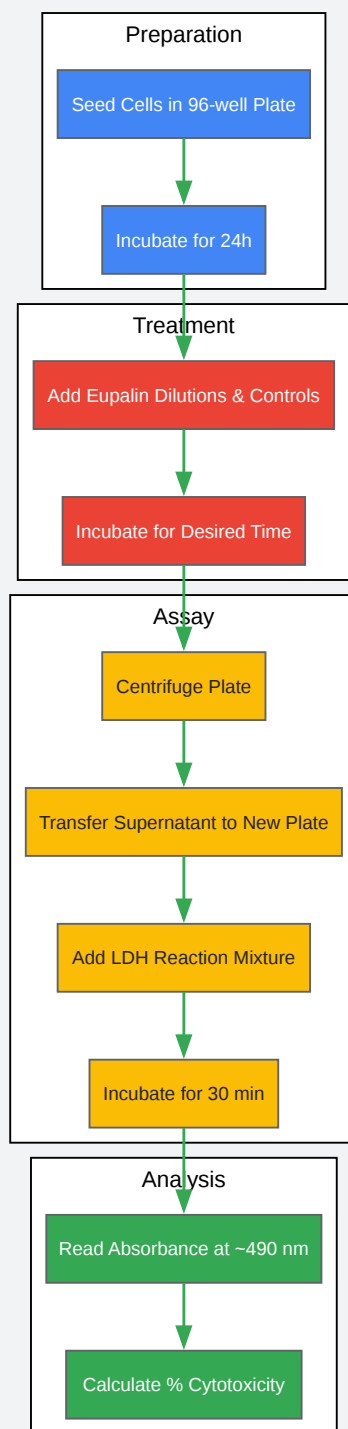 Preparation
Seed Cells in 96-well Plate
Incubate for 24h
Treatment
Add Eupalin Dilutions & Controls
Incubate for Desired Time
Assay
Centrifuge Plate
Transfer Supernatant to New Plate
Add LDH Reaction Mixture
Incubate for 30 min
Analysis
Read Absorbance at ~490 nm
Calculate % Cytotoxicity